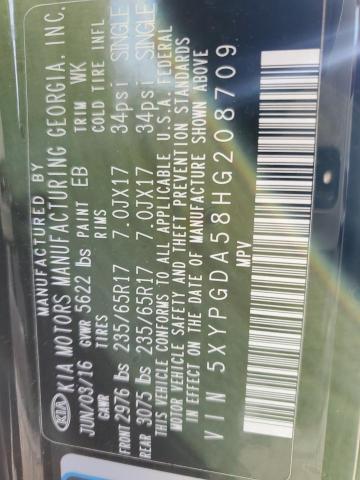 MANUFACTURED BY
KIA KIA MOTORS MANUFACTURING GEORGIA, INC.
JUN/03/16 GVWR 5622 lbs PAINT EB TRIM WK
GAWR TIRES RIMS COLD TIRE INFL
FRONT 2976 lbs 235/65R17 7.0JX17 34psi SINGLE
REAR 3075 lbs 235/65R17 7.0JX17 34psi SINGLE
THIS VEHICLE CONFORMS TO ALL APPLICABLE U.S.A. FEDERAL
MOTOR VEHICLE SAFETY AND THEFT PREVENTION STANDARDS
IN EFFECT ON THE DATE OF MANUFACTURE SHOWN ABOVE
VIN 5XYPGDA58HG208709
MPV